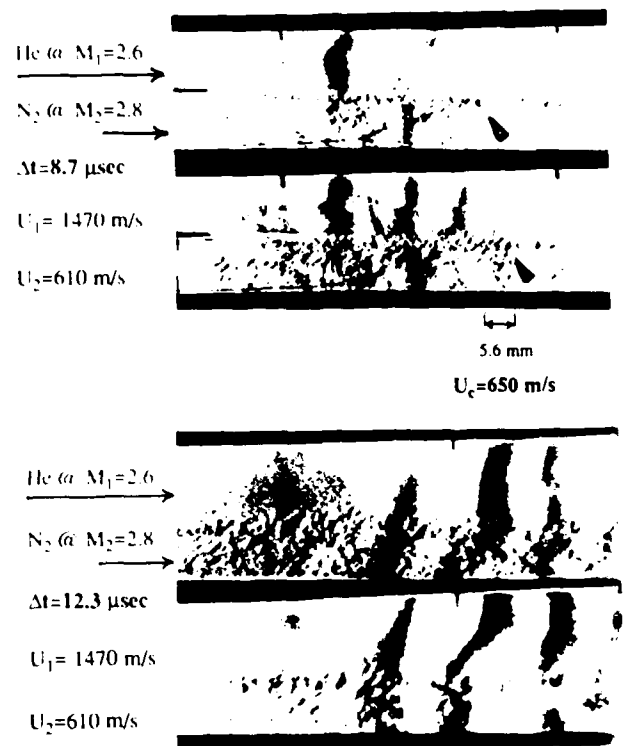 He @ M₁=2.6
N₂ @ M₂=2.8
Δt=8.7 μsec
U₁= 1470 m/s
U₂=610 m/s
5.6 mm
U_c=650 m/s
He @ M₁=2.6
N₂ @ M₂=2.8
Δt=12.3 μsec
U₁= 1470 m/s
U₂=610 m/s